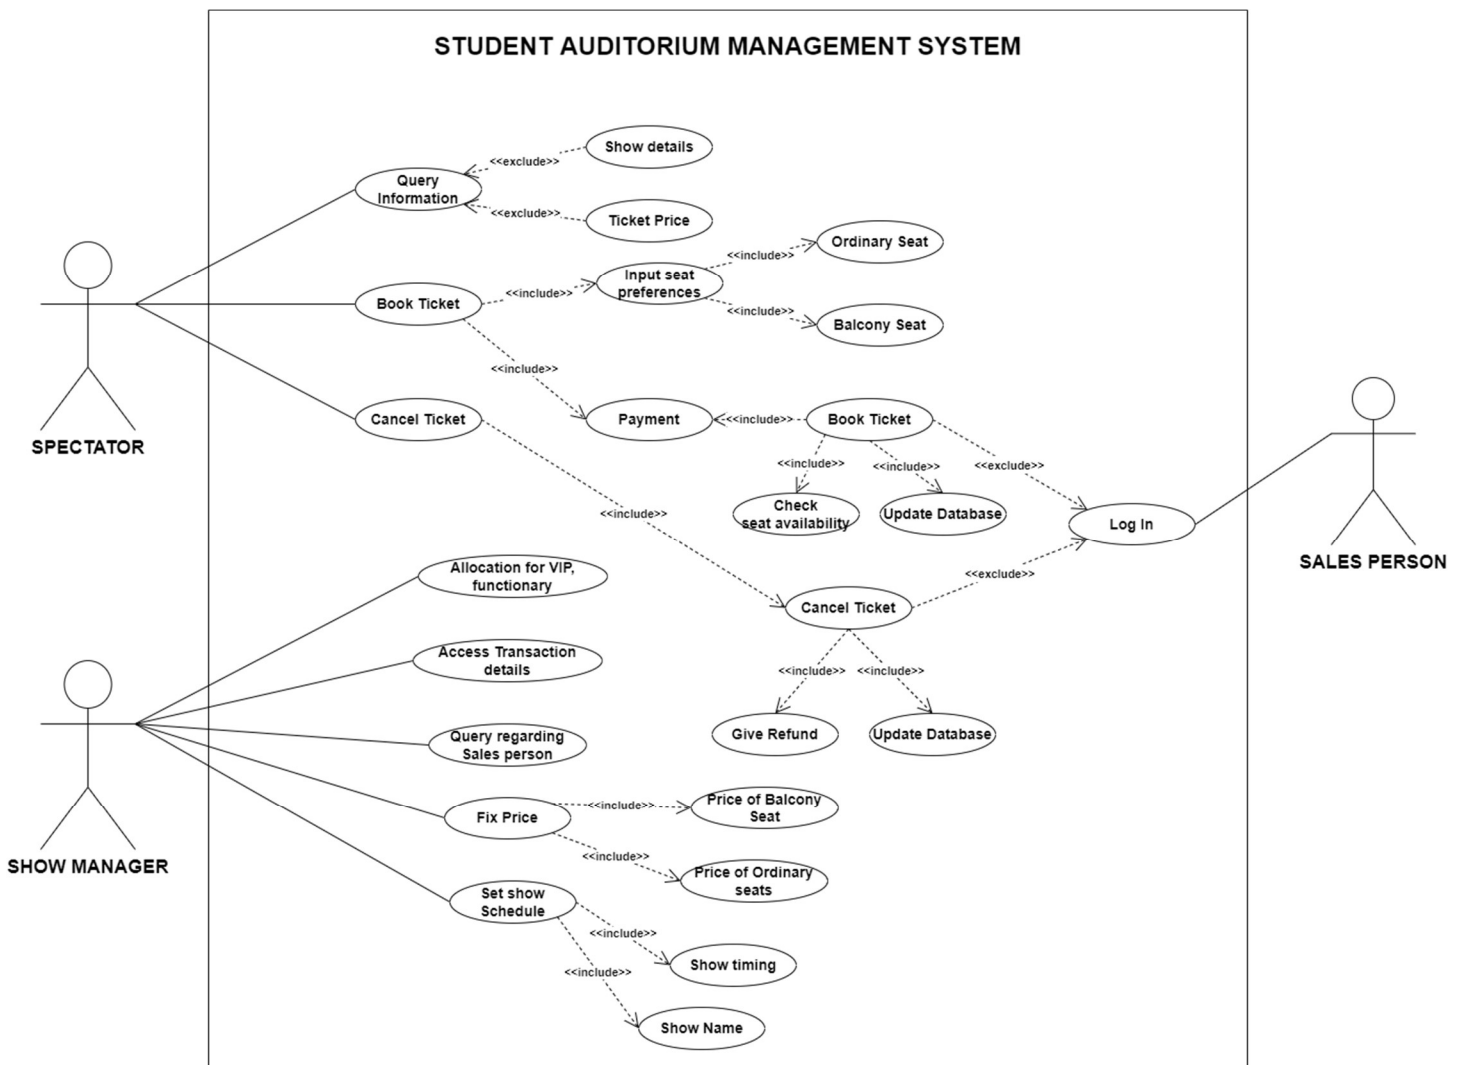 STUDENT AUDITORIUM MANAGEMENT SYSTEM
Show details
<<exclude>>
Query
Information
<<exclude>>
Ticket Price
Ordinary Seat
<<include>>
Input seat
preferences
<<include>>
Book Ticket
<<include>>
Balcony Seat
<<include>>
Cancel Ticket
Payment
<<include>>
Book Ticket
SPECTATOR
<<include>>
<<include>>
<<exclude>>
Check
seat availability
Update Database
Log In
<<include>>
SALES PERSON
Allocation for VIP,
functionary
<<exclude>>
Cancel Ticket
Access Transaction
details
<<include>>
<<include>>
Query regarding
Sales person
Give Refund
Update Database
Fix Price
<<include>>
Price of Balcony
Seat
<<include>>
SHOW MANAGER
Price of Ordinary
seats
Set show
Schedule
<<include>>
Show timing
<<include>>
Show Name